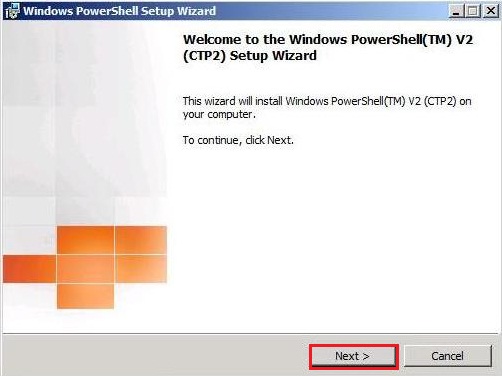 Windows PowerShell Setup Wizard
Welcome to the Windows PowerShell(TM) V2
(CTP2) Setup Wizard
This wizard will install Windows PowerShell(TM) V2 (CTP2) on
your computer.
To continue, click Next.
Next >
Cancel